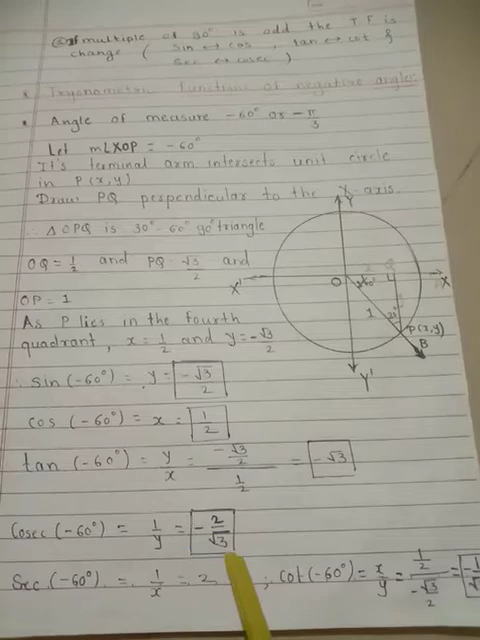 If multiple of 90° is odd the T.F is
change ( sin ↔ cos , tan ↔ cot &
sec ↔ cosec )
* Trigonometric functions of negative angles
• Angle of measure -60° or -π/3
Let m∠XOP = -60°
It's terminal arm intersects unit circle
in P(x,y)
Draw PQ perpendicular to the X-axis.
∴ △OPQ is 30°-60° 90° triangle
OQ = 1/2 and PQ √3/2 and
OP = 1
As P lies in the fourth
quadrant, x = 1/2 and y = -√3/2
∴ sin(-60°) = y = -√3/2
cos (-60°) = x = 1/2
tan (-60°) = y/x = (-√3/2)/(1/2) = -√3
Cosec (-60°) = 1/y = -2/√3
Sec (-60°) = 1/x = 2 ; cot (-60°) = x/y = (1/2)/(-√3/2) = -1/√3
Y
X'
O
60°
X
1
P(x,y)
B
Y'